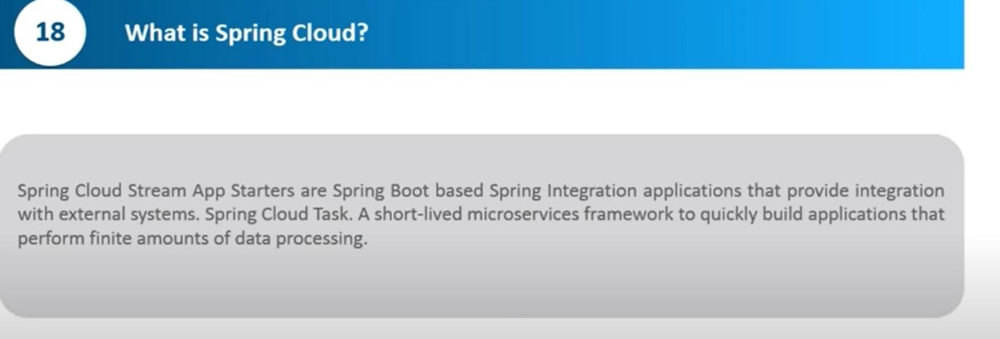 18
What is Spring Cloud?
Spring Cloud Stream App Starters are Spring Boot based Spring Integration applications that provide integration
with external systems. Spring Cloud Task. A short-lived microservices framework to quickly build applications that
perform finite amounts of data processing.